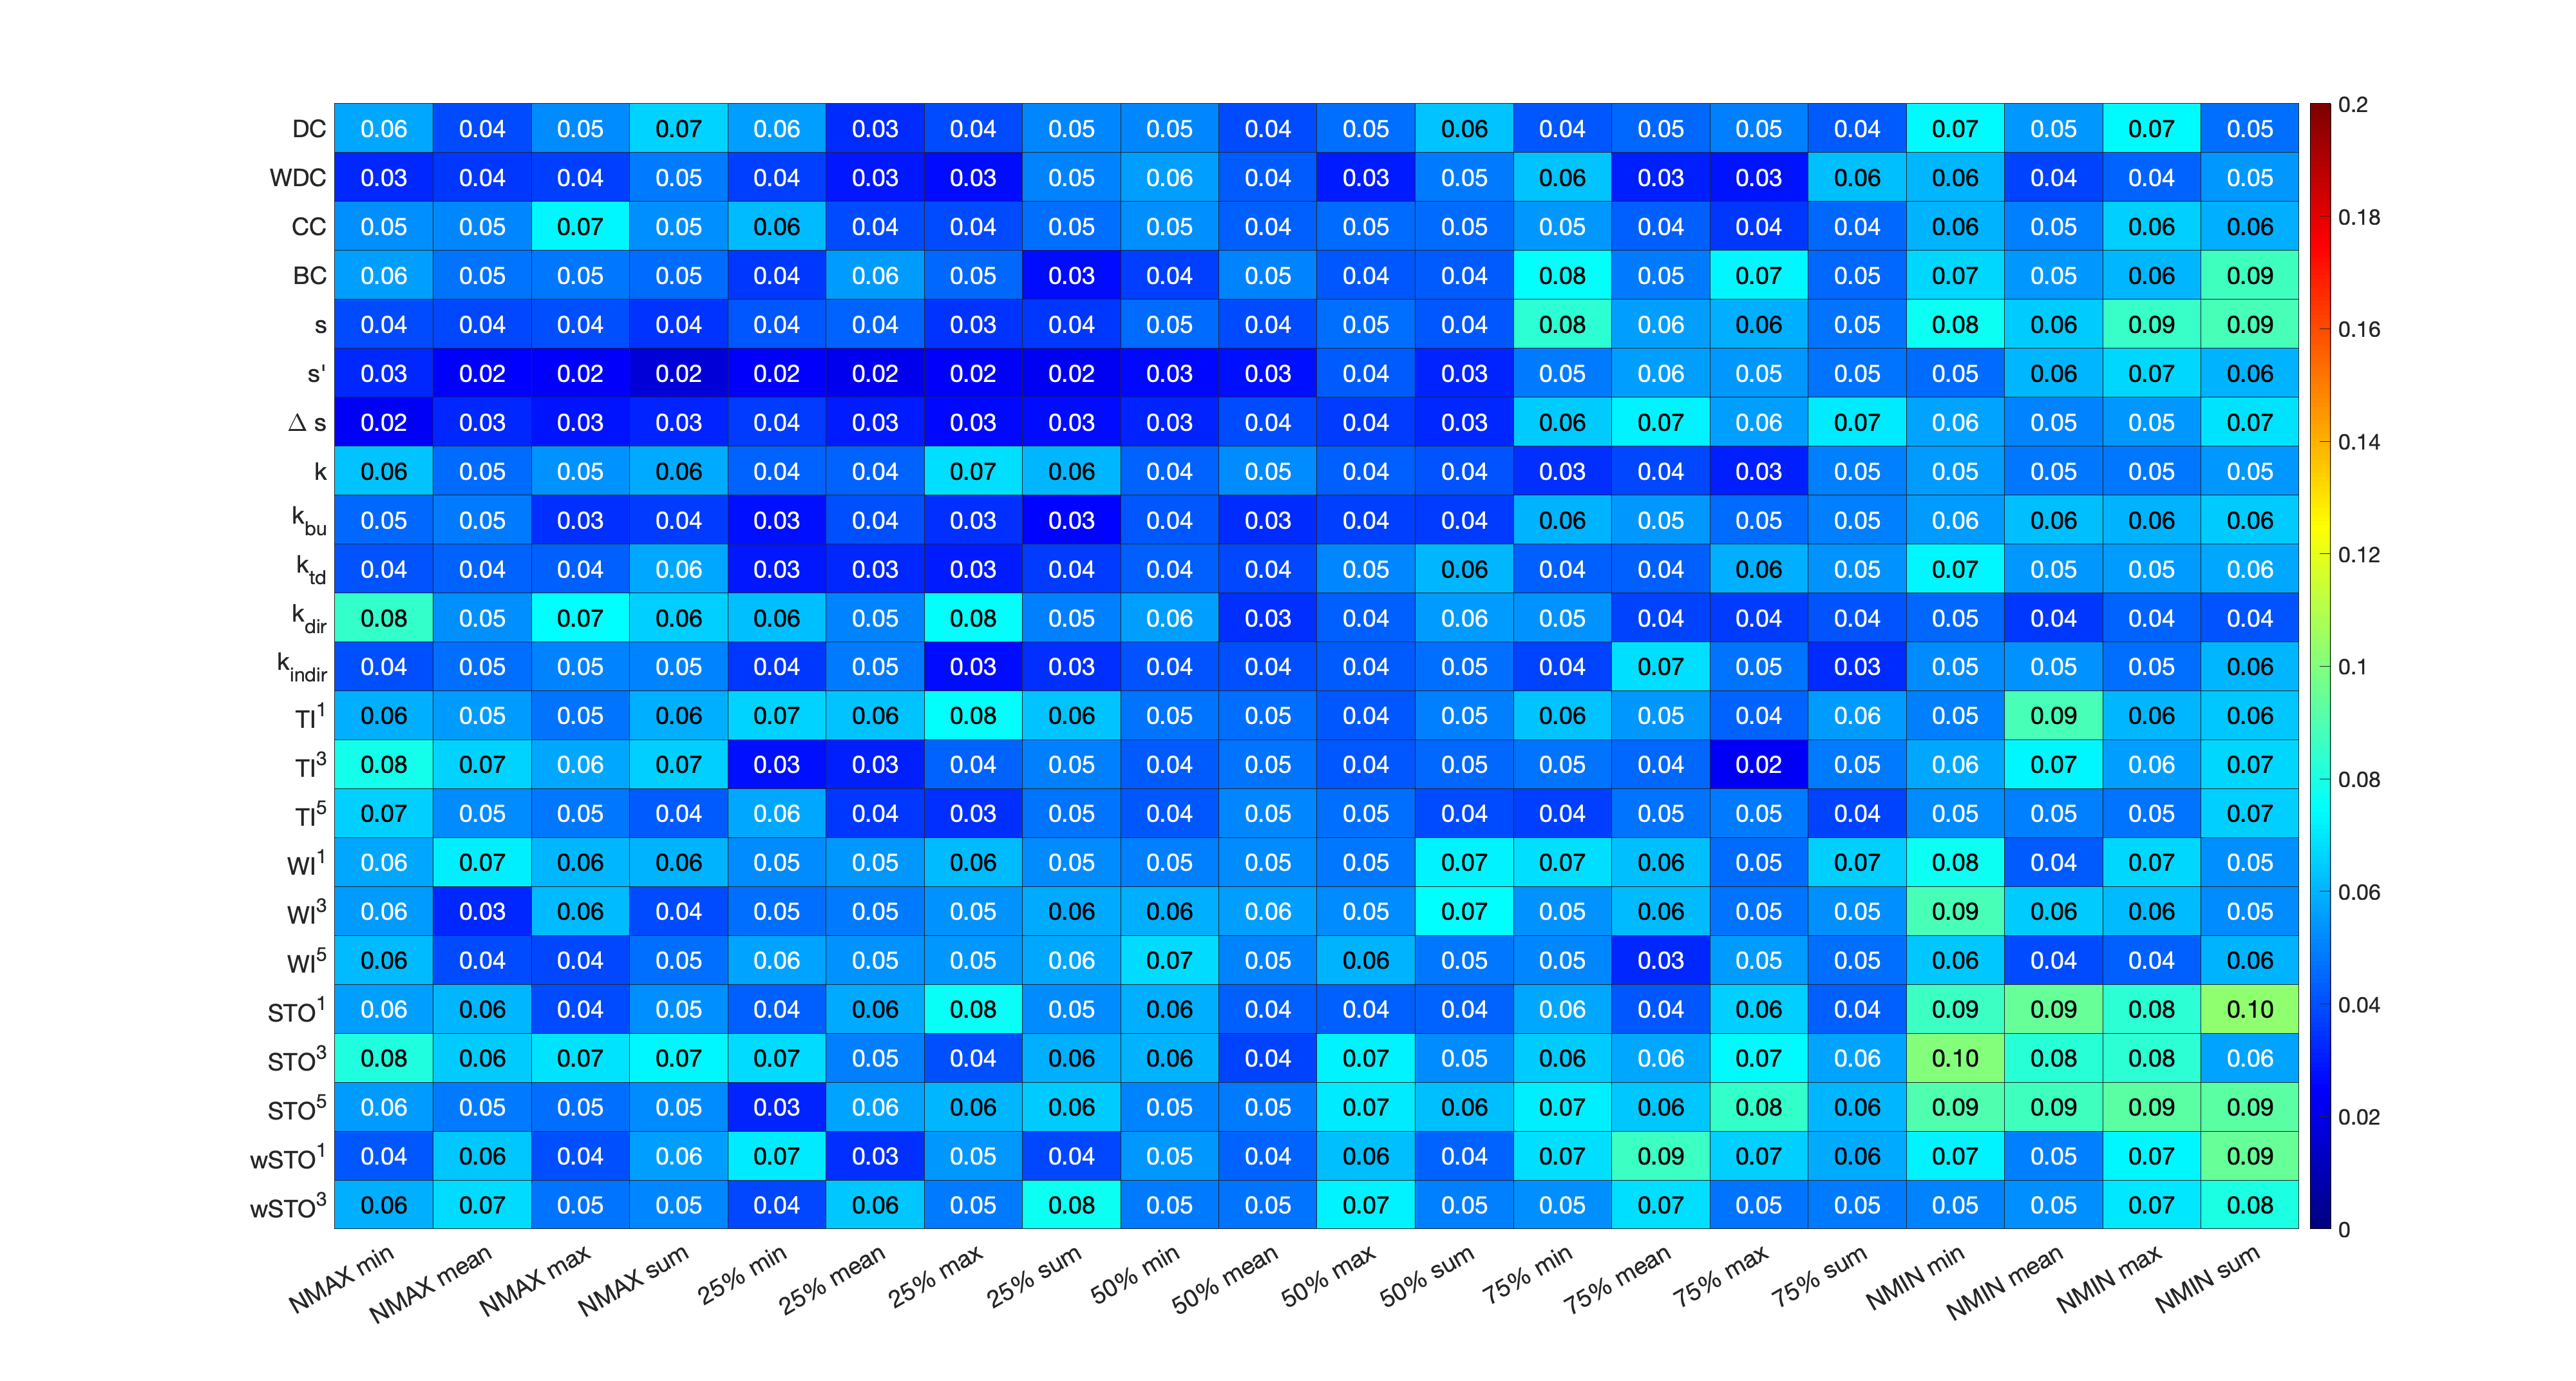 DC 0.06 0.04 0.05 0.07 0.06 0.03 0.04 0.05 0.05 0.04 0.05 0.06 0.04 0.05 0.05 0.04 0.07 0.05 0.07 0.05
WDC 0.03 0.04 0.04 0.05 0.04 0.03 0.03 0.05 0.06 0.04 0.03 0.05 0.06 0.03 0.03 0.06 0.06 0.04 0.04 0.05
CC 0.05 0.05 0.07 0.05 0.06 0.04 0.04 0.05 0.05 0.04 0.05 0.05 0.05 0.04 0.04 0.04 0.06 0.05 0.06 0.06
BC 0.06 0.05 0.05 0.05 0.04 0.06 0.05 0.03 0.04 0.05 0.04 0.04 0.08 0.05 0.07 0.05 0.07 0.05 0.06 0.09
s 0.04 0.04 0.04 0.04 0.04 0.04 0.03 0.04 0.05 0.04 0.05 0.04 0.08 0.06 0.06 0.05 0.08 0.06 0.09 0.09
s' 0.03 0.02 0.02 0.02 0.02 0.02 0.02 0.02 0.03 0.03 0.04 0.03 0.05 0.06 0.05 0.05 0.05 0.06 0.07 0.06
Δ s 0.02 0.03 0.03 0.03 0.04 0.03 0.03 0.03 0.03 0.04 0.04 0.03 0.06 0.07 0.06 0.07 0.06 0.05 0.05 0.07
k 0.06 0.05 0.05 0.06 0.04 0.04 0.07 0.06 0.04 0.05 0.04 0.04 0.03 0.04 0.03 0.05 0.05 0.05 0.05 0.05
k_bu 0.05 0.05 0.03 0.04 0.03 0.04 0.03 0.03 0.04 0.03 0.04 0.04 0.06 0.05 0.05 0.05 0.06 0.06 0.06 0.06
k_td 0.04 0.04 0.04 0.06 0.03 0.03 0.03 0.04 0.04 0.04 0.05 0.06 0.04 0.04 0.06 0.05 0.07 0.05 0.05 0.06
k_dir 0.08 0.05 0.07 0.06 0.06 0.05 0.08 0.05 0.06 0.03 0.04 0.06 0.05 0.04 0.04 0.04 0.05 0.04 0.04 0.04
k_indir 0.04 0.05 0.05 0.05 0.04 0.05 0.03 0.03 0.04 0.04 0.04 0.05 0.04 0.07 0.05 0.03 0.05 0.05 0.05 0.06
TI^1 0.06 0.05 0.05 0.06 0.07 0.06 0.08 0.06 0.05 0.05 0.04 0.05 0.06 0.05 0.04 0.06 0.05 0.09 0.06 0.06
TI^3 0.08 0.07 0.06 0.07 0.03 0.03 0.04 0.05 0.04 0.05 0.04 0.05 0.05 0.04 0.02 0.05 0.06 0.07 0.06 0.07
TI^5 0.07 0.05 0.05 0.04 0.06 0.04 0.03 0.05 0.04 0.05 0.05 0.04 0.04 0.05 0.05 0.04 0.05 0.05 0.05 0.07
WI^1 0.06 0.07 0.06 0.06 0.05 0.05 0.06 0.05 0.05 0.05 0.05 0.07 0.07 0.06 0.05 0.07 0.08 0.04 0.07 0.05
WI^3 0.06 0.03 0.06 0.04 0.05 0.05 0.05 0.06 0.06 0.06 0.05 0.07 0.05 0.06 0.05 0.05 0.09 0.06 0.06 0.05
WI^5 0.06 0.04 0.04 0.05 0.06 0.05 0.05 0.06 0.07 0.05 0.06 0.05 0.05 0.03 0.05 0.05 0.06 0.04 0.04 0.06
STO^1 0.06 0.06 0.04 0.05 0.04 0.06 0.08 0.05 0.06 0.04 0.04 0.04 0.06 0.04 0.06 0.04 0.09 0.09 0.08 0.10
STO^3 0.08 0.06 0.07 0.07 0.07 0.05 0.04 0.06 0.06 0.04 0.07 0.05 0.06 0.06 0.07 0.06 0.10 0.08 0.08 0.06
STO^5 0.06 0.05 0.05 0.05 0.03 0.06 0.06 0.06 0.05 0.05 0.07 0.06 0.07 0.06 0.08 0.06 0.09 0.09 0.09 0.09
wSTO^1 0.04 0.06 0.04 0.06 0.07 0.03 0.05 0.04 0.05 0.04 0.06 0.04 0.07 0.09 0.07 0.06 0.07 0.05 0.07 0.09
wSTO^3 0.06 0.07 0.05 0.05 0.04 0.06 0.05 0.08 0.05 0.05 0.07 0.05 0.05 0.07 0.05 0.05 0.05 0.05 0.07 0.08
NMAX min NMAX mean NMAX max NMAX sum 25% min 25% mean 25% max 25% sum 50% min 50% mean 50% max 50% sum 75% min 75% mean 75% max 75% sum NMIN min NMIN mean NMIN max NMIN sum
0.2
0.18
0.16
0.14
0.12
0.1
0.08
0.06
0.04
0.02
0